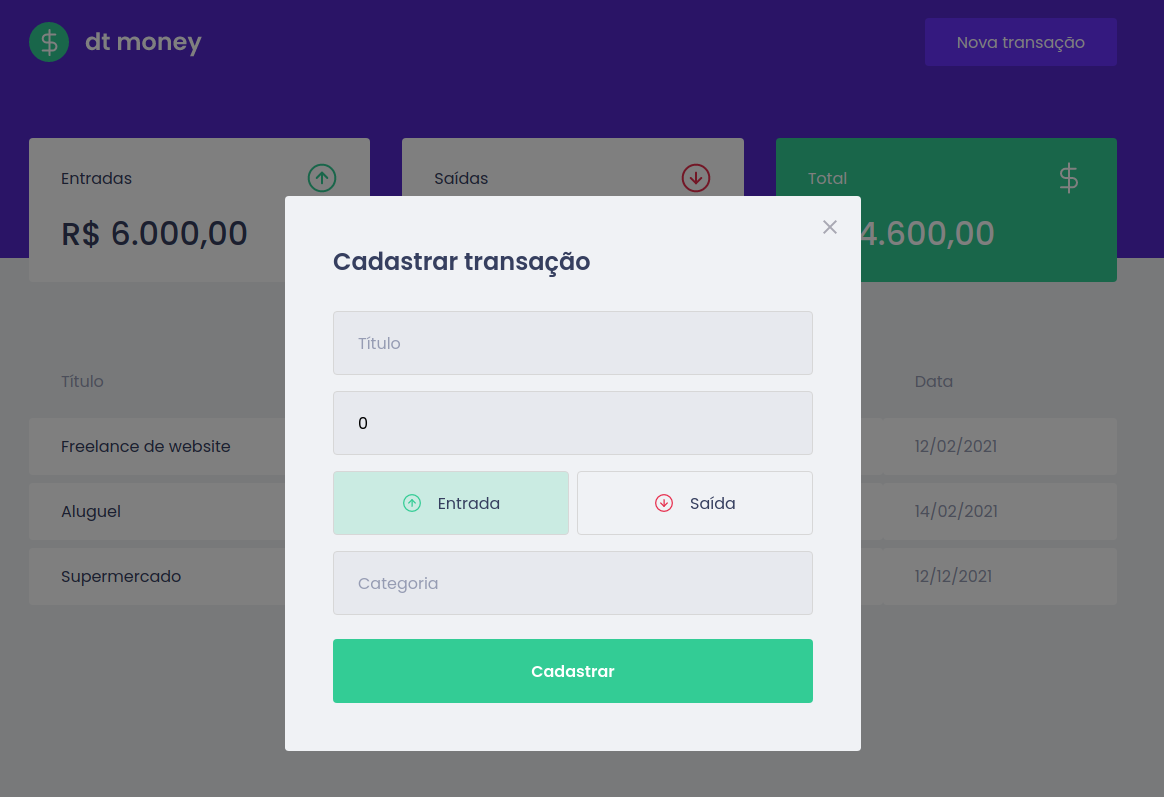 dt money
Nova transação
Entradas
Saídas
Total
R$ 6.000,00
4.600,00
Cadastrar transação
Título
0
Entrada
Saída
Categoria
Cadastrar
Título
Data
Freelance de website
12/02/2021
Aluguel
14/02/2021
Supermercado
12/12/2021